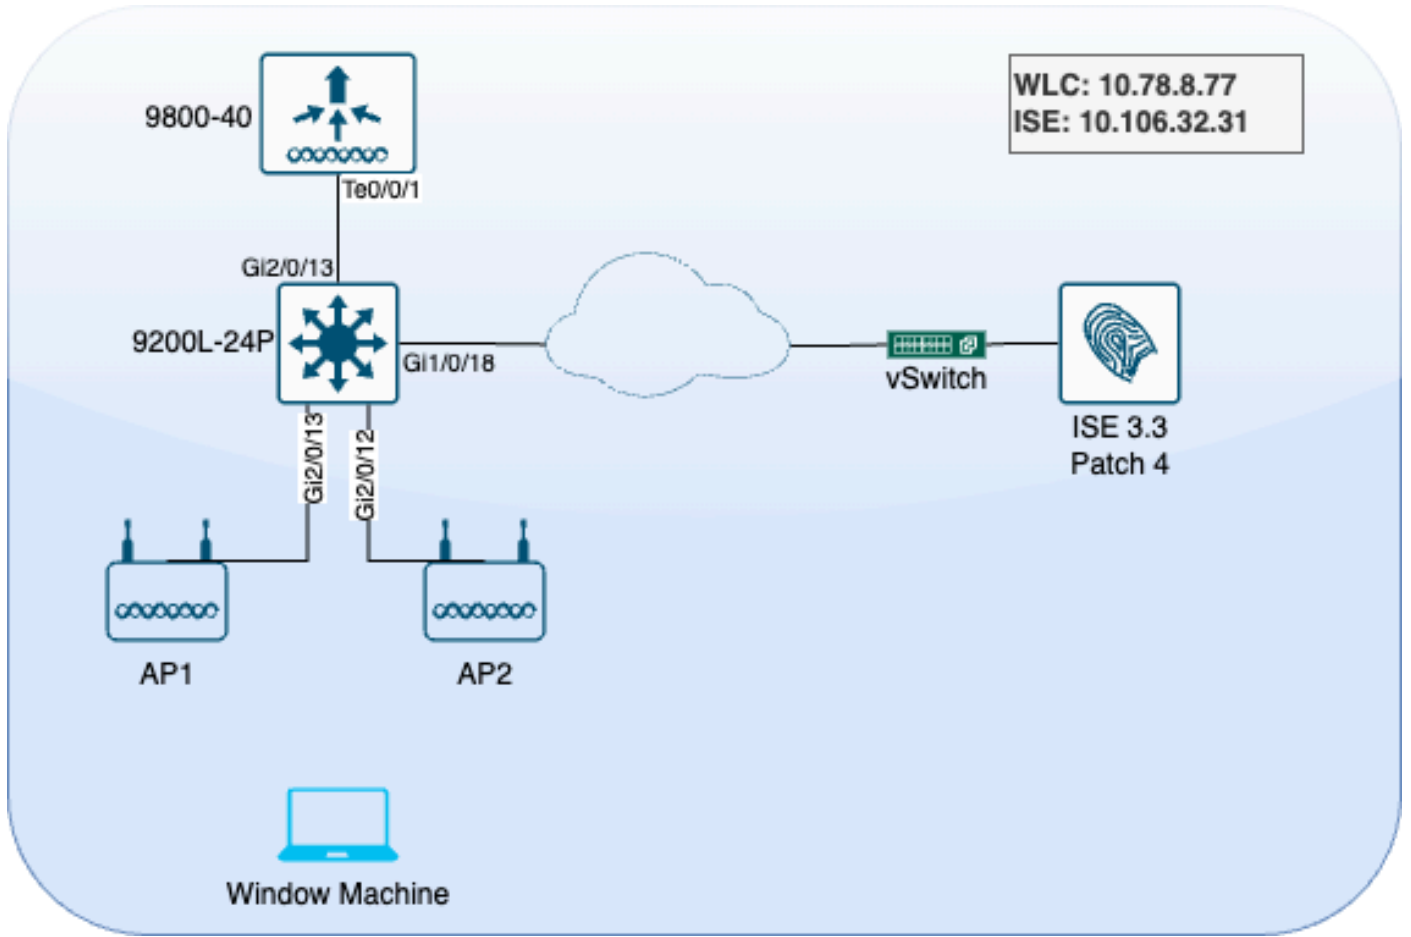 WLC: 10.78.8.77
ISE: 10.106.32.31
9800-40
Te0/0/1
Gi2/0/13
9200L-24P
Gi1/0/18
vSwitch
ISE 3.3
Patch 4
Gi2/0/13
Gi2/0/12
AP1
AP2
Window Machine